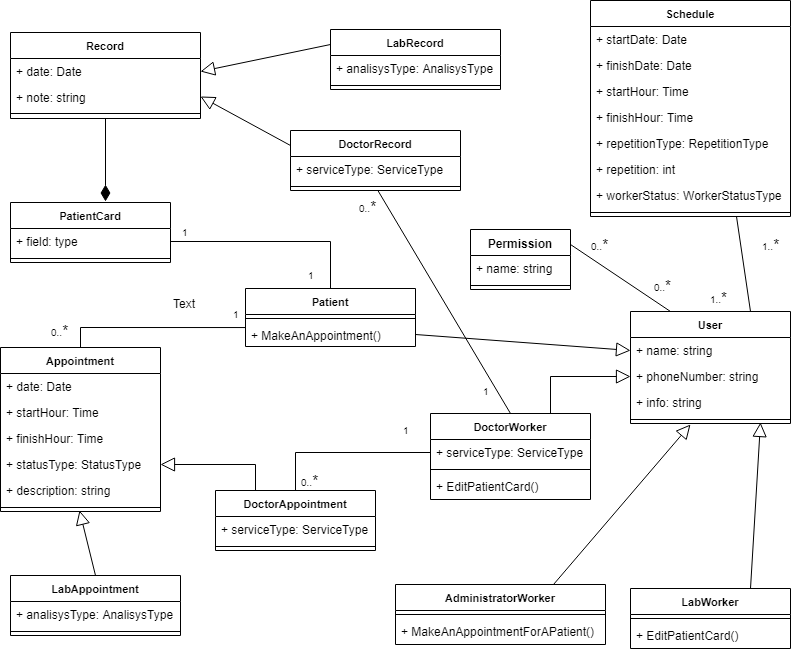 Schedule
+ startDate: Date
+ finishDate: Date
+ startHour: Time
+ finishHour: Time
+ repetitionType: RepetitionType
+ repetition: int
+ workerStatus: WorkerStatusType
Record
+ date: Date
+ note: string
LabRecord
+ analisysType: AnalisysType
DoctorRecord
+ serviceType: ServiceType
0..*
PatientCard
+ field: type
1
1
Permission
+ name: string
0..*
0..*
1..*
1..*
Text
Patient
+ MakeAnAppointment()
1
0..*
User
+ name: string
+ phoneNumber: string
+ info: string
Appointment
+ date: Date
+ startHour: Time
+ finishHour: Time
+ statusType: StatusType
+ description: string
1
DoctorWorker
+ serviceType: ServiceType
+ EditPatientCard()
1
0..*
DoctorAppointment
+ serviceType: ServiceType
LabAppointment
+ analisysType: AnalisysType
AdministratorWorker
+ MakeAnAppointmentForAPatient()
LabWorker
+ EditPatientCard()